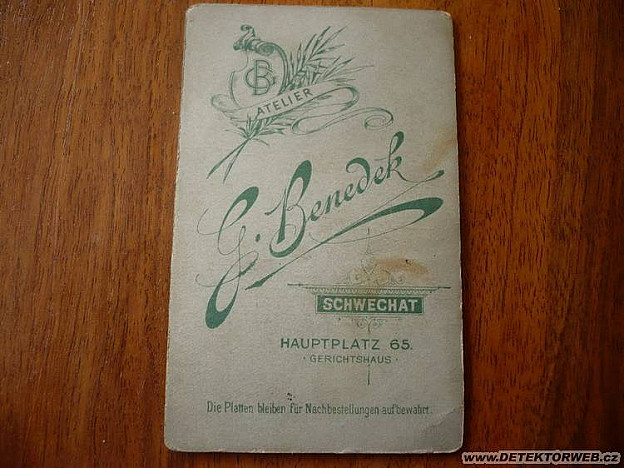 GB
ATELIER
G. Benedek
SCHWECHAT
HAUPTPLATZ 65.
· GERICHTSHAUS ·
Die Platten bleiben für Nachbestellungen aufbewahrt.
www.DETEKTORWEB.cz